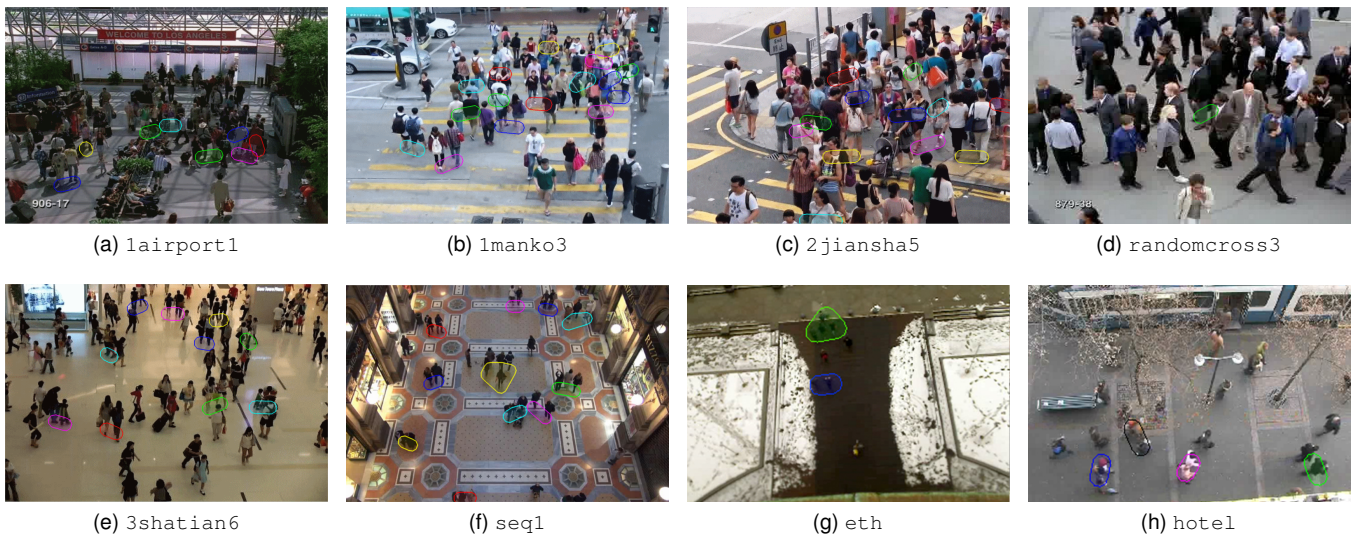 WELCOME TO LOS ANGELES
906-17
879-38
(a) 1airport1
(b) 1manko3
(c) 2jiansha5
(d) randomcross3
(e) 3shatian6
(f) seq1
(g) eth
(h) hotel